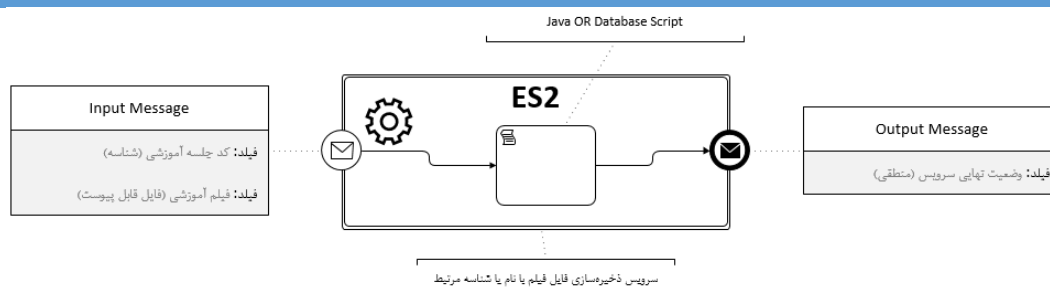 Java OR Database Script
ES2
Input Message
فیلد: کد جلسه آموزشی (شناسه)
فیلد: فیلم آموزشی (فایل قابل پیوست)
Output Message
فیلد: وضعیت نهایی سرویس (منطقی)
سرویس ذخیره‌سازی فایل فیلم با نام یا شناسه مرتبط